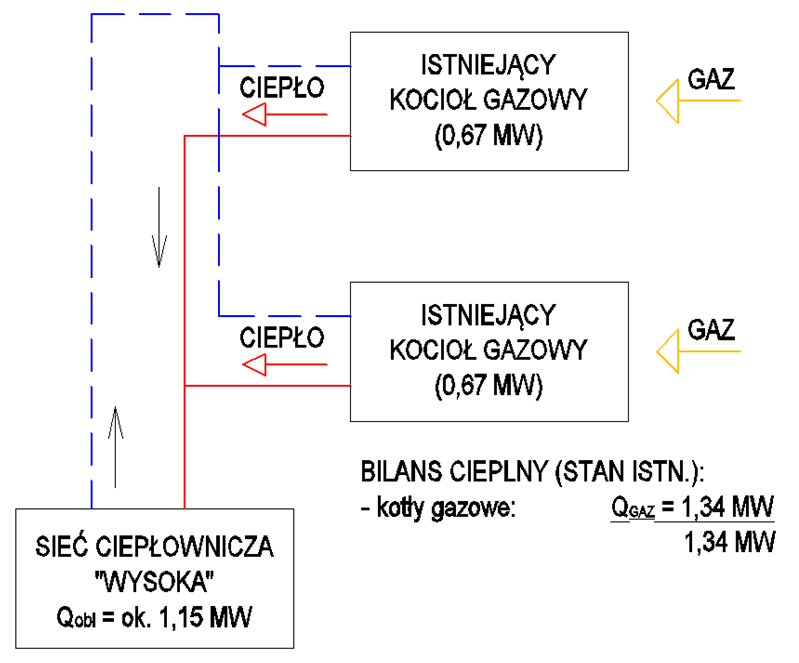 ISTNIEJĄCY
KOCIOŁ GAZOWY
(0,67 MW)
CIEPŁO
GAZ
ISTNIEJĄCY
KOCIOŁ GAZOWY
(0,67 MW)
CIEPŁO
GAZ
BILANS CIEPLNY (STAN ISTN.):
- kotły gazowe: QGAZ = 1,34 MW
1,34 MW
SIEĆ CIEPŁOWNICZA
"WYSOKA"
Qobl = ok. 1,15 MW